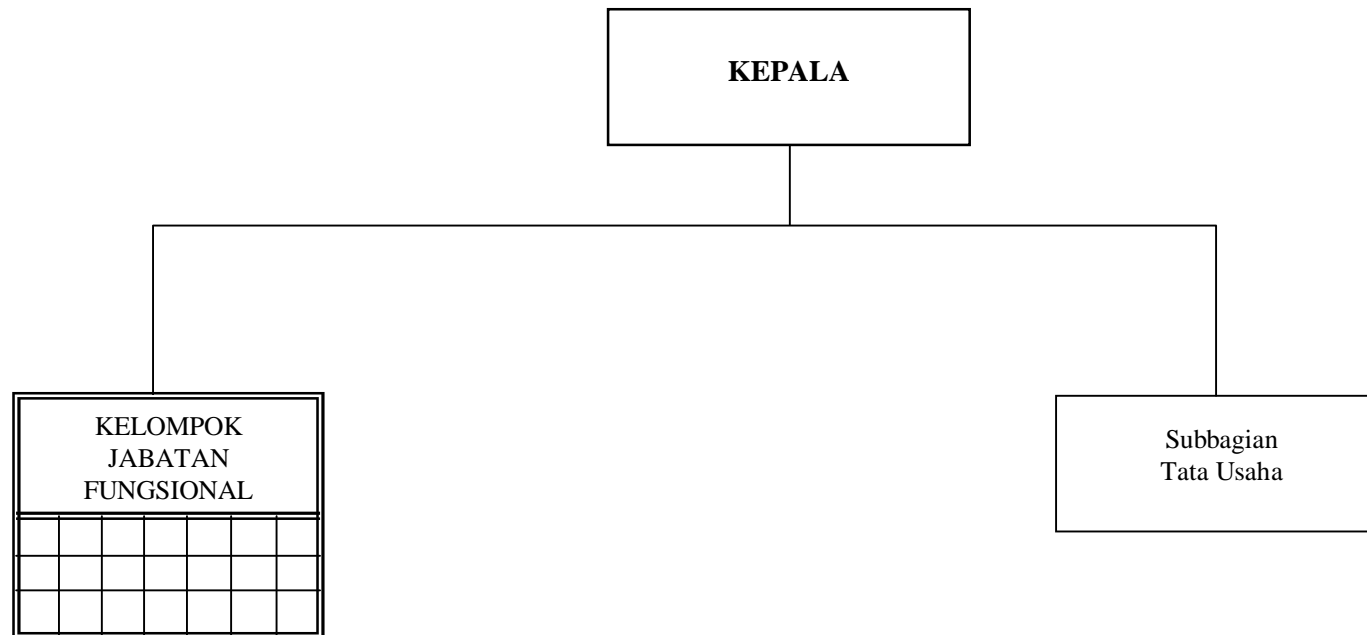 KEPALA
KELOMPOK
JABATAN
FUNGSIONAL
Subbagian
Tata Usaha